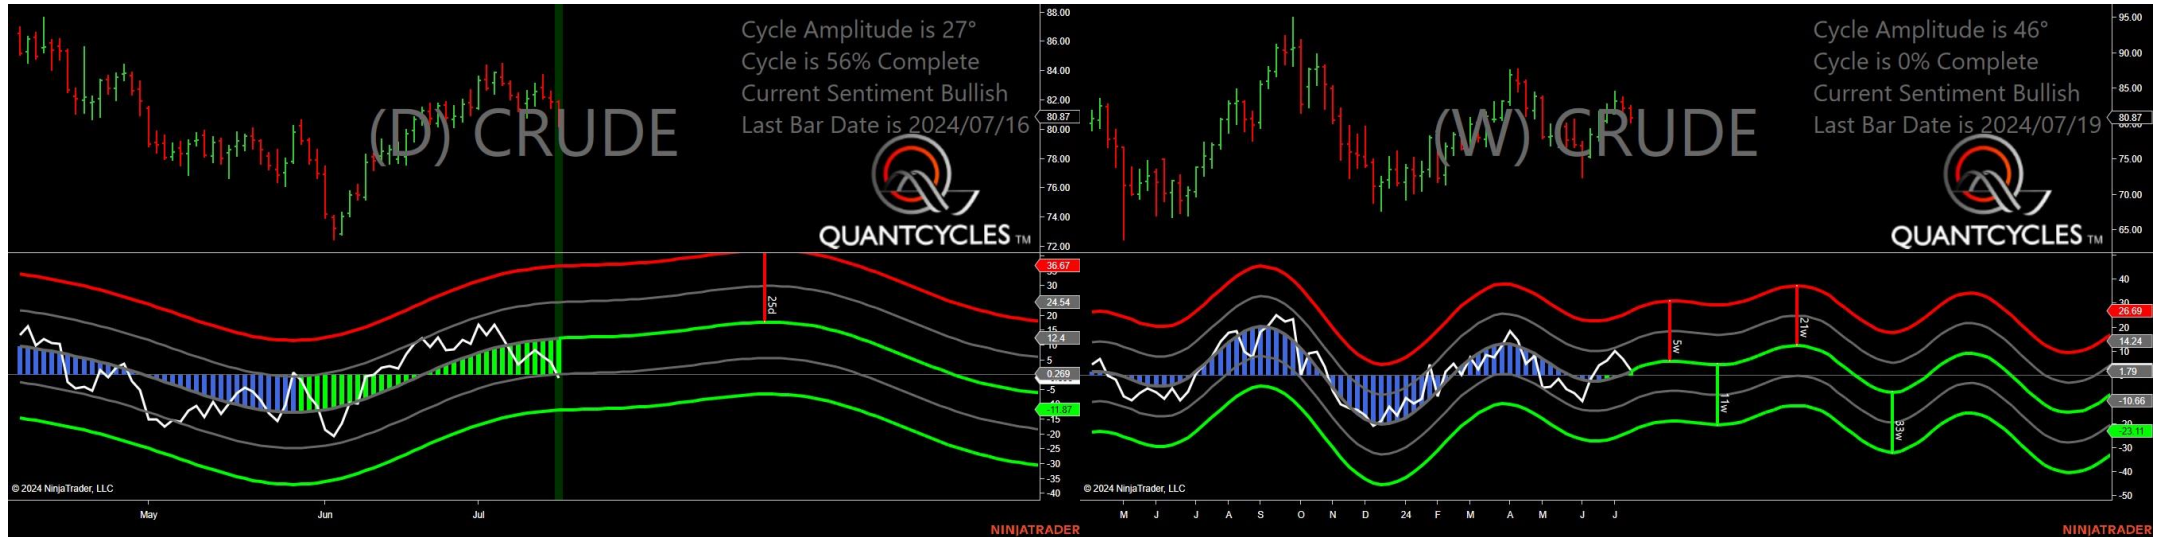 Cycle Amplitude is 27°
Cycle is 56% Complete
Current Sentiment Bullish
Last Bar Date is 2024/07/16
(D) CRUDE
QUANTCYCLES TM
88.00
86.00
84.00
82.00
80.87
80.00
78.00
76.00
74.00
72.00
36.67
30
24.54
20
15
12.4
10
5
0.269
-5
-11.87
-15
-20
-25
-30
-35
-40
25d
© 2024 NinjaTrader, LLC
May Jun Jul
NINJATRADER
Cycle Amplitude is 46°
Cycle is 0% Complete
Current Sentiment Bullish
Last Bar Date is 2024/07/19
(W) CRUDE
QUANTCYCLES TM
95.00
90.00
85.00
80.87
75.00
70.00
65.00
40
30
26.69
20
14.24
10
1.79
-10.66
-23.11
-30
-40
-50
5w
11w
21w
33w
© 2024 NinjaTrader, LLC
M J J A S O N D 24 F M A M J J
NINJATRADER